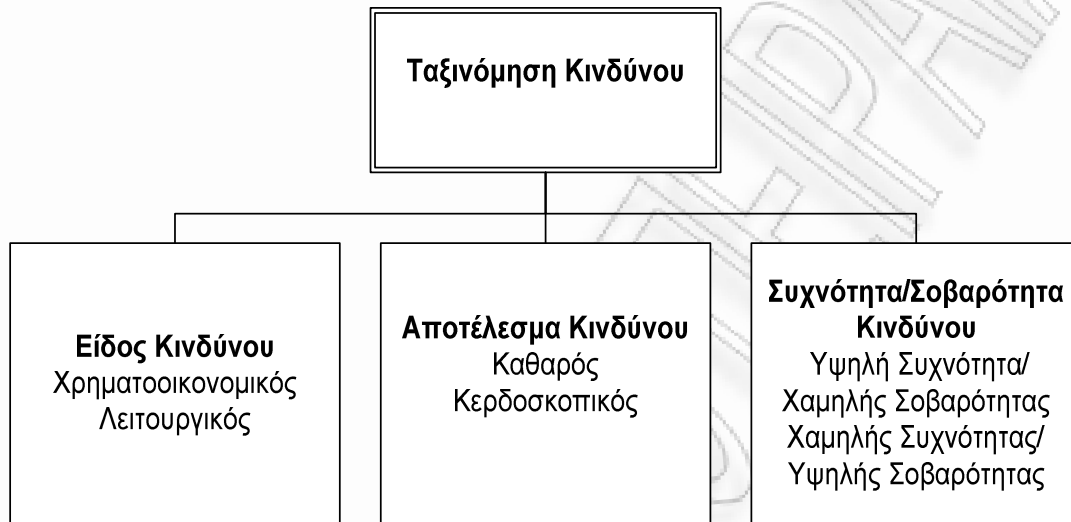 Ταξινόμηση Κινδύνου
Είδος Κινδύνου
Χρηματοοικονομικός
Λειτουργικός
Αποτέλεσμα Κινδύνου
Καθαρός
Κερδοσκοπικός
Συχνότητα/Σοβαρότητα
Κινδύνου
Υψηλή Συχνότητα/
Χαμηλής Σοβαρότητας
Χαμηλής Συχνότητας/
Υψηλής Σοβαρότητας